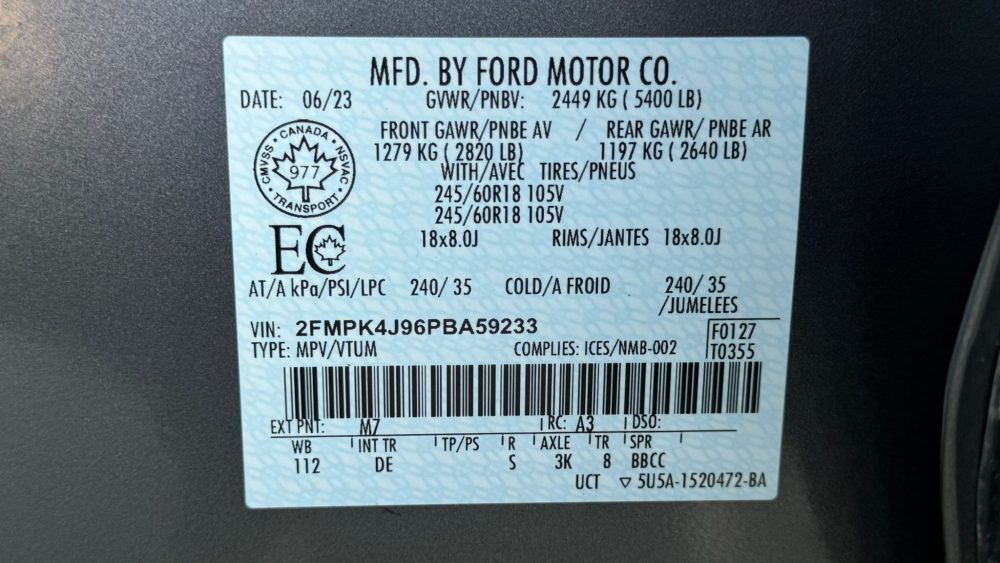 MFD. BY FORD MOTOR CO.
DATE: 06/23 GVWR/PNBV: 2449 KG ( 5400 LB)
FRONT GAWR/PNBE AV / REAR GAWR/ PNBE AR
1279 KG ( 2820 LB) 1197 KG ( 2640 LB)
WITH/AVEC TIRES/PNEUS
245/60R18 105V
245/60R18 105V
18x8.0J RIMS/JANTES 18x8.0J
CANADA
CMVSS NSVAC
977
TRANSPORT
EC
AT/A kPa/PSI/LPC 240/ 35 COLD/A FROID 240/ 35
/JUMELEES
VIN: 2FMPK4J96PBA59233 F0127
TYPE: MPV/VTUM COMPLIES: ICES/NMB-002 T0355
EXT PNT: M7 RC: A3 DSO:
WB INT TR TP/PS R AXLE TR SPR
112 DE S 3K 8 BBCC
UCT ▽ 5U5A-1520472-BA